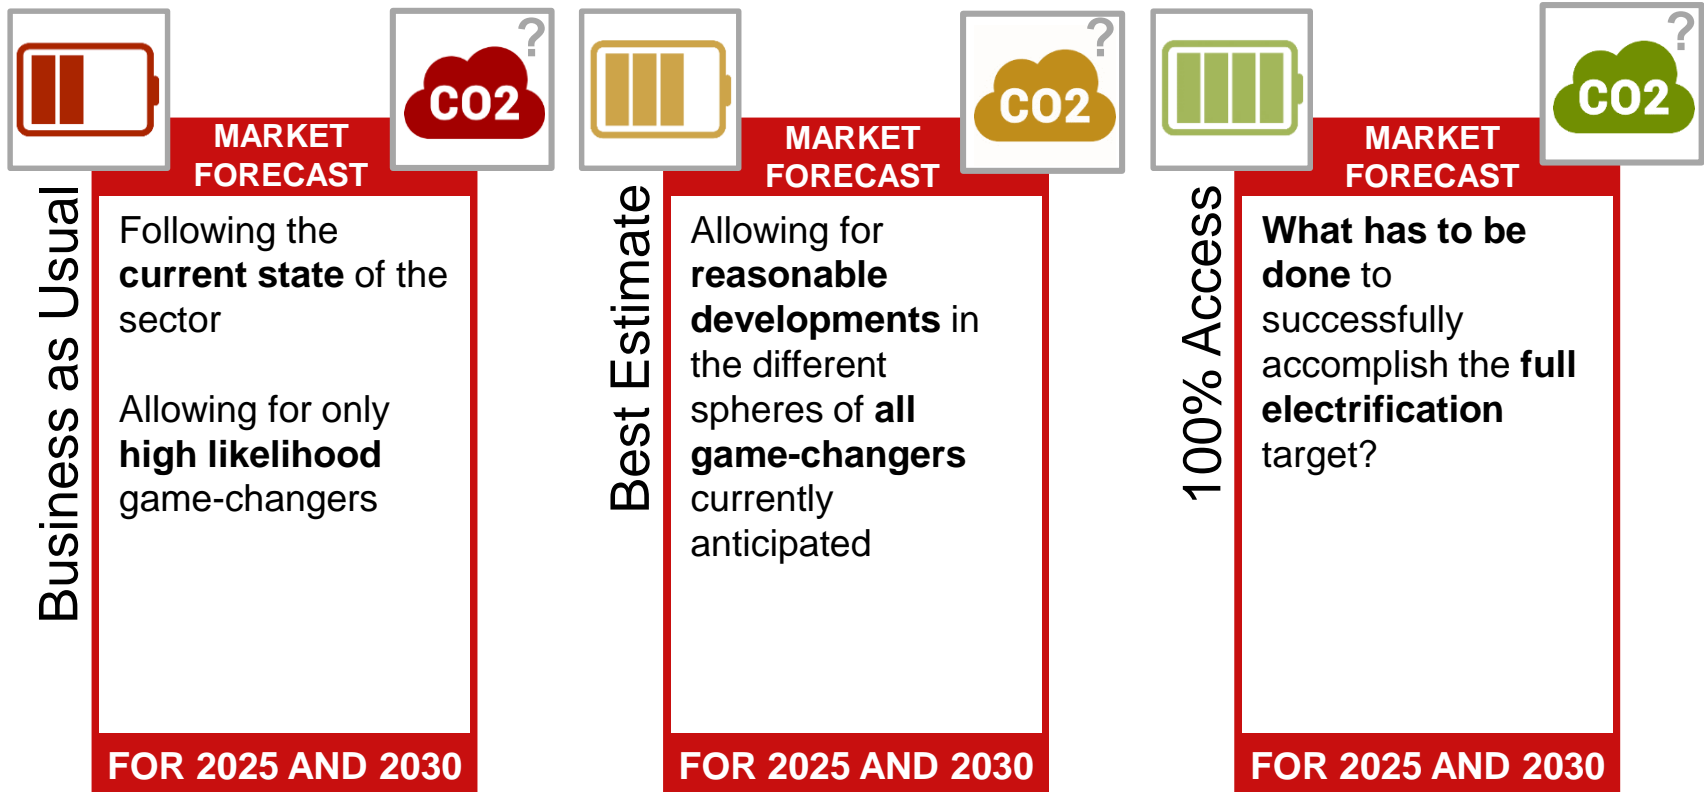 ?
CO2
MARKET
FORECAST
Business as Usual
Following the
current state of the
sector
Allowing for only
high likelihood
game-changers
FOR 2025 AND 2030
?
CO2
MARKET
FORECAST
Best Estimate
Allowing for
reasonable
developments in
the different
spheres of all
game-changers
currently
anticipated
FOR 2025 AND 2030
?
CO2
MARKET
FORECAST
100% Access
What has to be
done to
successfully
accomplish the full
electrification
target?
FOR 2025 AND 2030